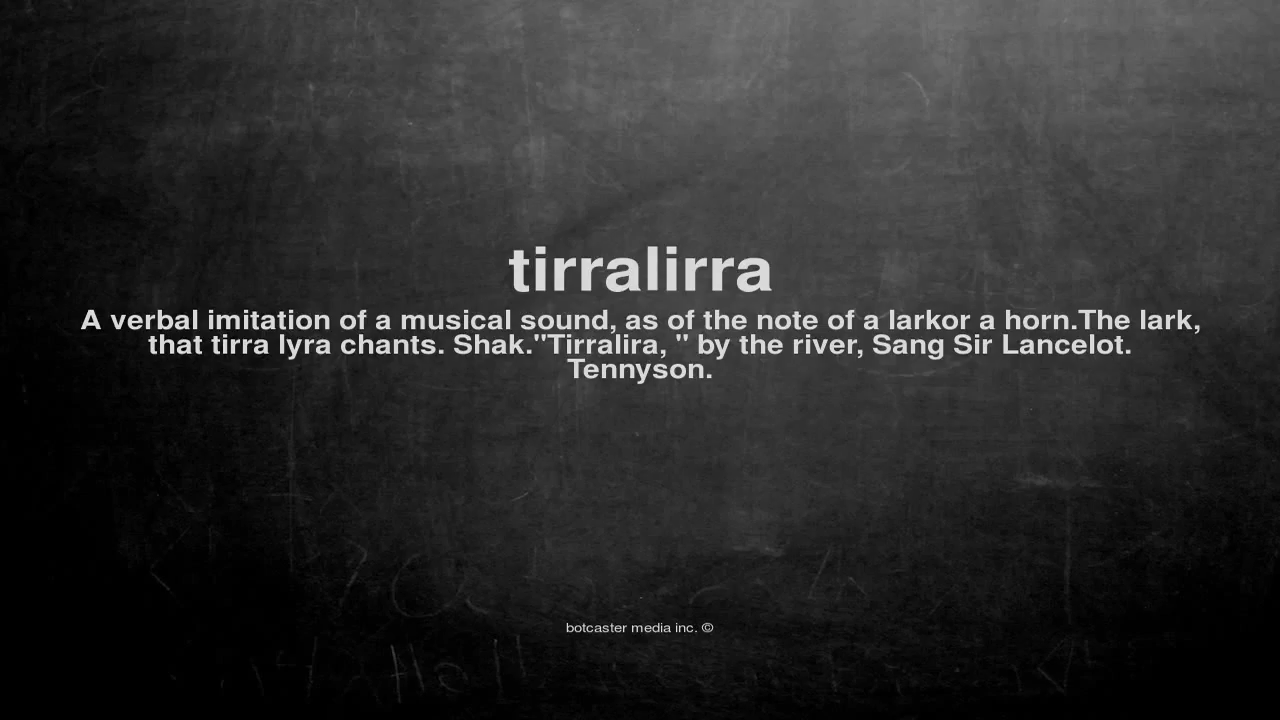 tirralirra
A verbal imitation of a musical sound, as of the note of a larkor a horn.The lark,
that tirra lyra chants. Shak."Tirralira, " by the river, Sang Sir Lancelot.
Tennyson.
botcaster media inc. ©